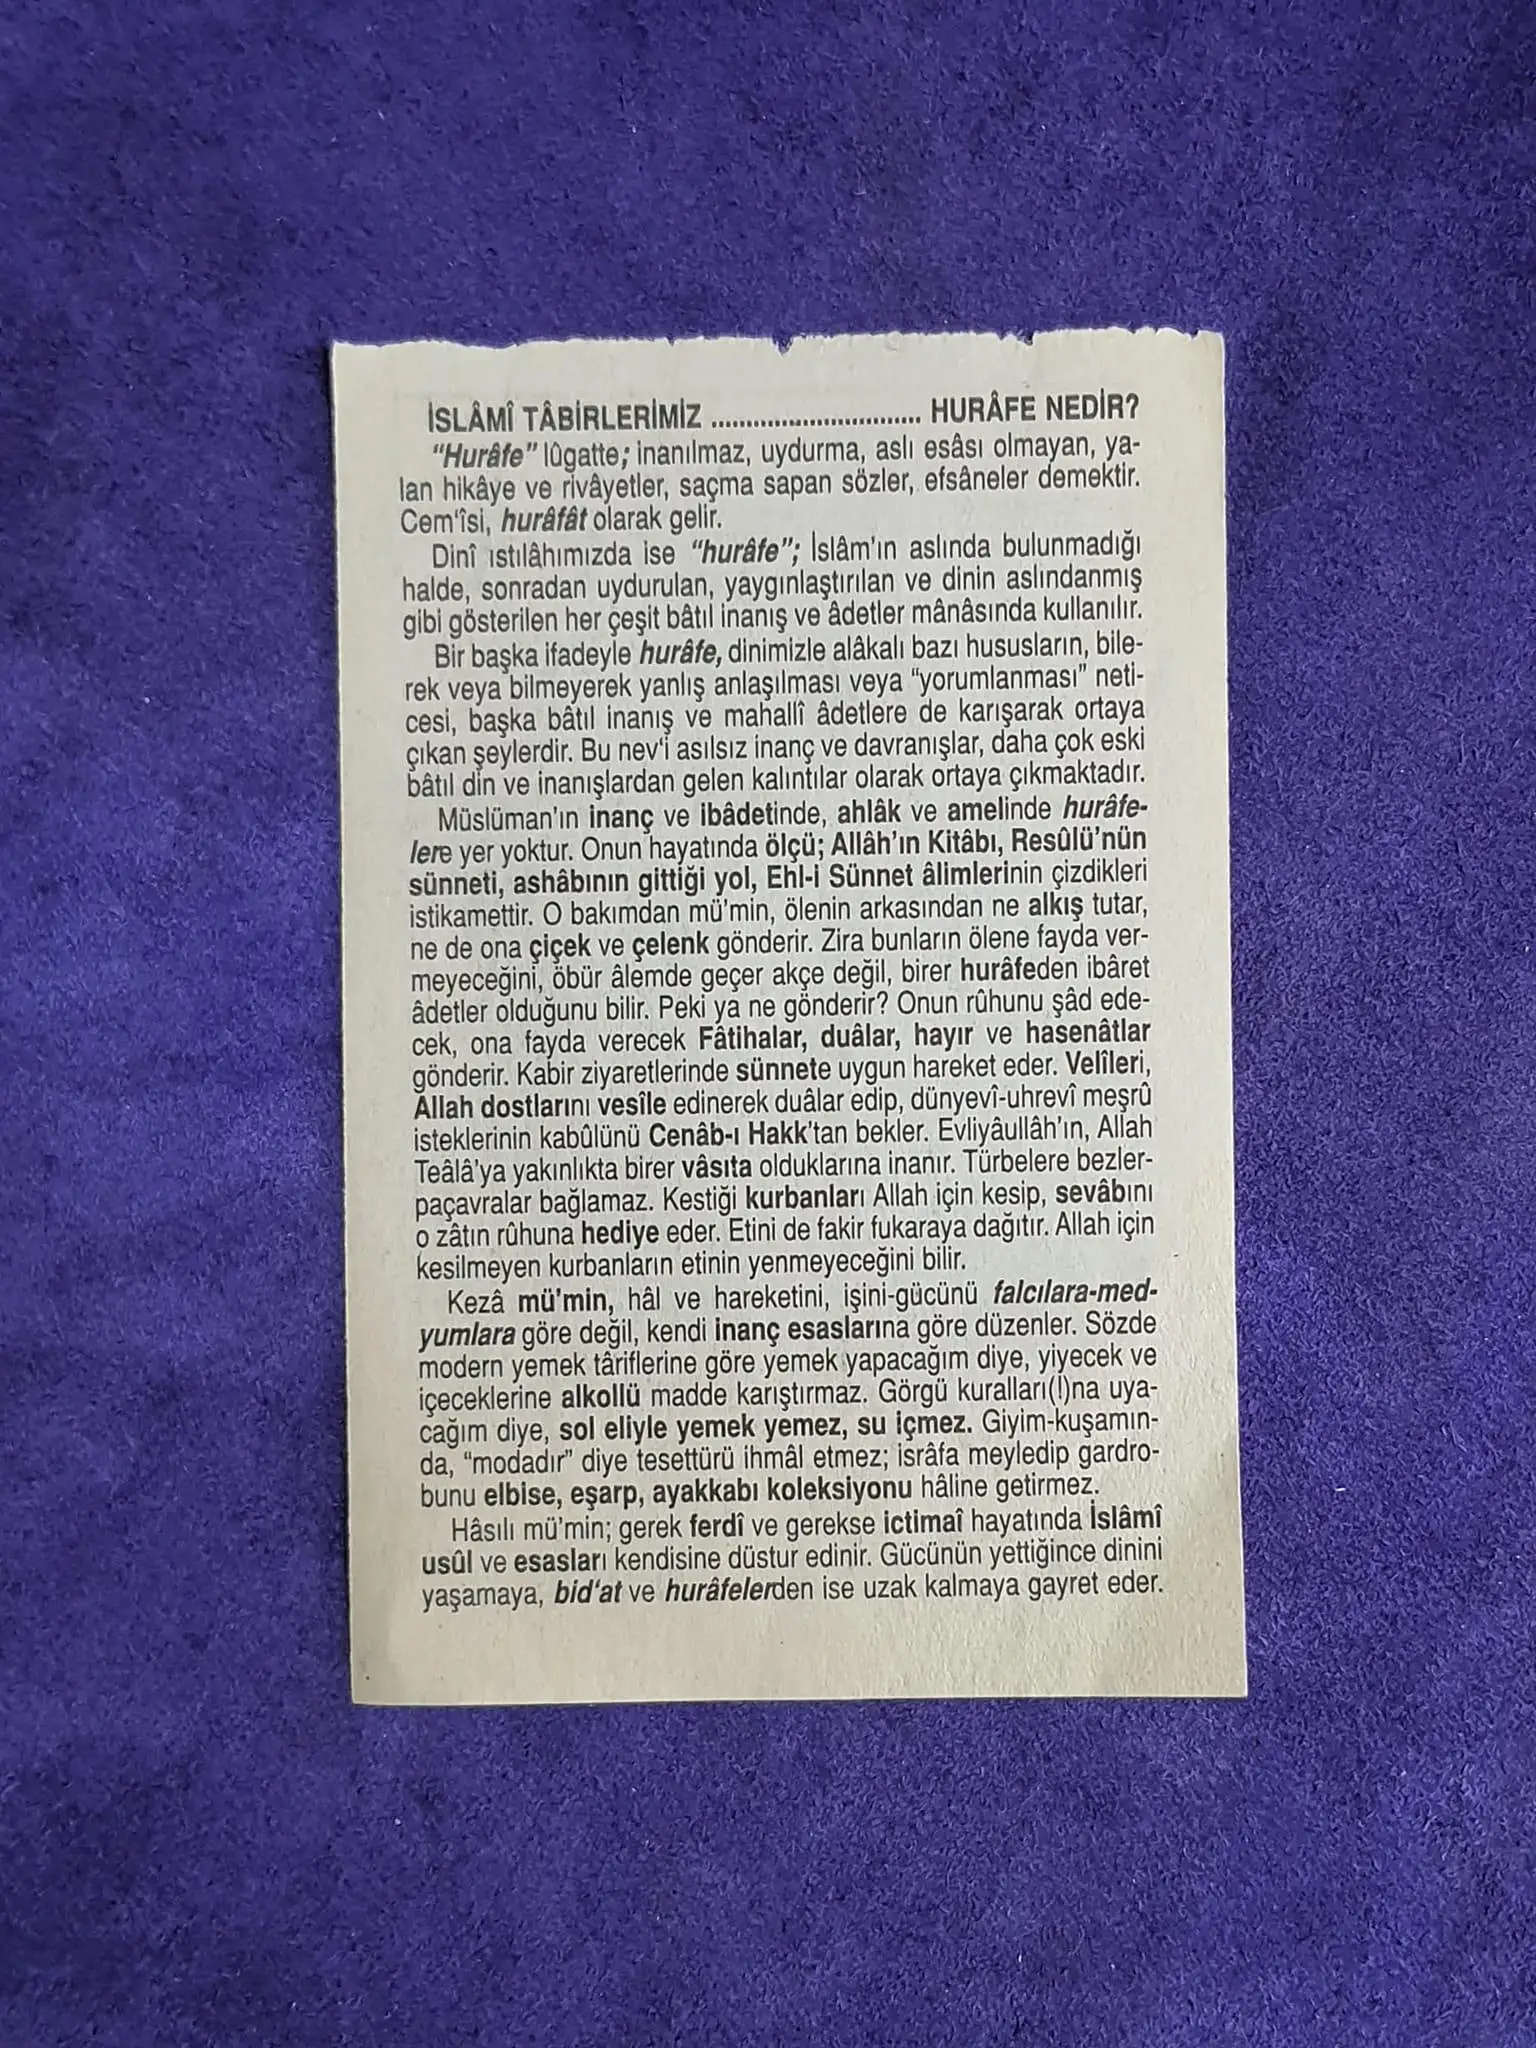 İSLÂMÎ TÂBİRLERİMİZ .............................. HURÂFE NEDİR?
"Hurâfe" lûgatte; inanılmaz, uydurma, aslı esâsı olmayan, ya-
lan hikâye ve rivâyetler, saçma sapan sözler, efsâneler demektir.
Cem'îsi, hurâfât olarak gelir.
Dinî ıstılâhımızda ise "hurâfe"; İslâm'ın aslında bulunmadığı
halde, sonradan uydurulan, yaygınlaştırılan ve dinin aslındanmış
gibi gösterilen her çeşit bâtıl inanış ve âdetler mânâsında kullanılır.
Bir başka ifadeyle hurâfe, dinimizle alâkalı bazı hususların, bile-
rek veya bilmeyerek yanlış anlaşılması veya "yorumlanması" neti-
cesi, başka bâtıl inanış ve mahallî âdetlere de karışarak ortaya
çıkan şeylerdir. Bu nev'i asılsız inanç ve davranışlar, daha çok eski
bâtıl din ve inanışlardan gelen kalıntılar olarak ortaya çıkmaktadır.
Müslüman'ın inanç ve ibâdetinde, ahlâk ve amelinde hurâfe-
lere yer yoktur. Onun hayatında ölçü; Allâh'ın Kitâbı, Resûlü'nün
sünneti, ashâbının gittiği yol, Ehl-i Sünnet âlimlerinin çizdikleri
istikamettir. O bakımdan mü'min, ölenin arkasından ne alkış tutar,
ne de ona çiçek ve çelenk gönderir. Zira bunların ölene fayda ver-
meyeceğini, öbür âlemde geçer akçe değil, birer hurâfeden ibâret
âdetler olduğunu bilir. Peki ya ne gönderir? Onun rûhunu şâd ede-
cek, ona fayda verecek Fâtihalar, duâlar, hayır ve hasenâtlar
gönderir. Kabir ziyaretlerinde sünnete uygun hareket eder. Velîleri,
Allah dostlarını vesîle edinerek duâlar edip, dünyevî-uhrevî meşrû
isteklerinin kabûlünü Cenâb-ı Hakk'tan bekler. Evliyâullâh'ın, Allah
Teâlâ'ya yakınlıkta birer vâsıta olduklarına inanır. Türbelere bezler-
paçavralar bağlamaz. Kestiği kurbanları Allah için kesip, sevâbını
o zâtın rûhuna hediye eder. Etini de fakir fukaraya dağıtır. Allah için
kesilmeyen kurbanların etinin yenmeyeceğini bilir.
Kezâ mü'min, hâl ve hareketini, işini-gücünü falcılara-med-
yumlara göre değil, kendi inanç esaslarına göre düzenler. Sözde
modern yemek târiflerine göre yemek yapacağım diye, yiyecek ve
içeceklerine alkollü madde karıştırmaz. Görgü kuralları(!)na uya-
cağım diye, sol eliyle yemek yemez, su içmez. Giyim-kuşamın-
da, "modadır" diye tesettürü ihmâl etmez; isrâfa meyledip gardro-
bunu elbise, eşarp, ayakkabı koleksiyonu hâline getirmez.
Hâsılı mü'min; gerek ferdî ve gerekse ictimaî hayatında İslâmî
usûl ve esasları kendisine düstur edinir. Gücünün yettiğince dinini
yaşamaya, bid'at ve hurâfelerden ise uzak kalmaya gayret eder.